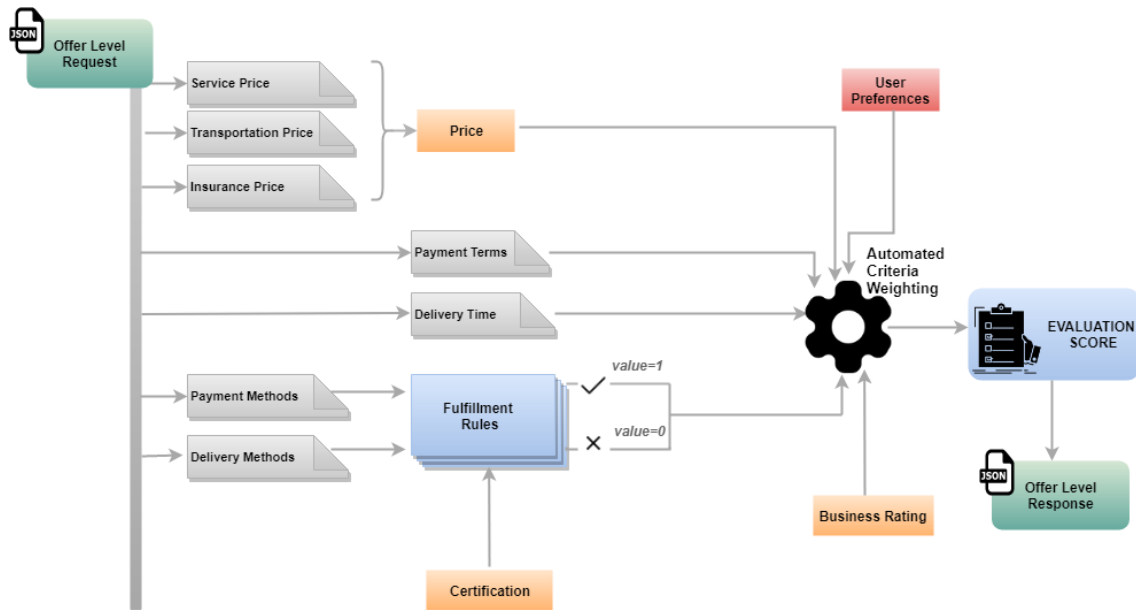 JSON
Offer Level
Request
Service Price
Transportation Price
Insurance Price
Price
User
Preferences
Payment Terms
Automated
Criteria
Weighting
Delivery Time
EVALUATION
SCORE
Payment Methods
Fulfillment
Rules
value=1
Delivery Methods
value=0
JSON
Offer Level
Response
Business Rating
Certification